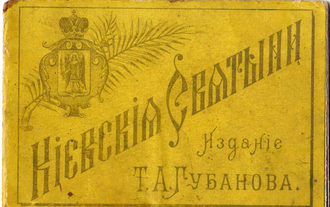 Кіевскія Святыни
Изданіе
Т. А. Губанова.